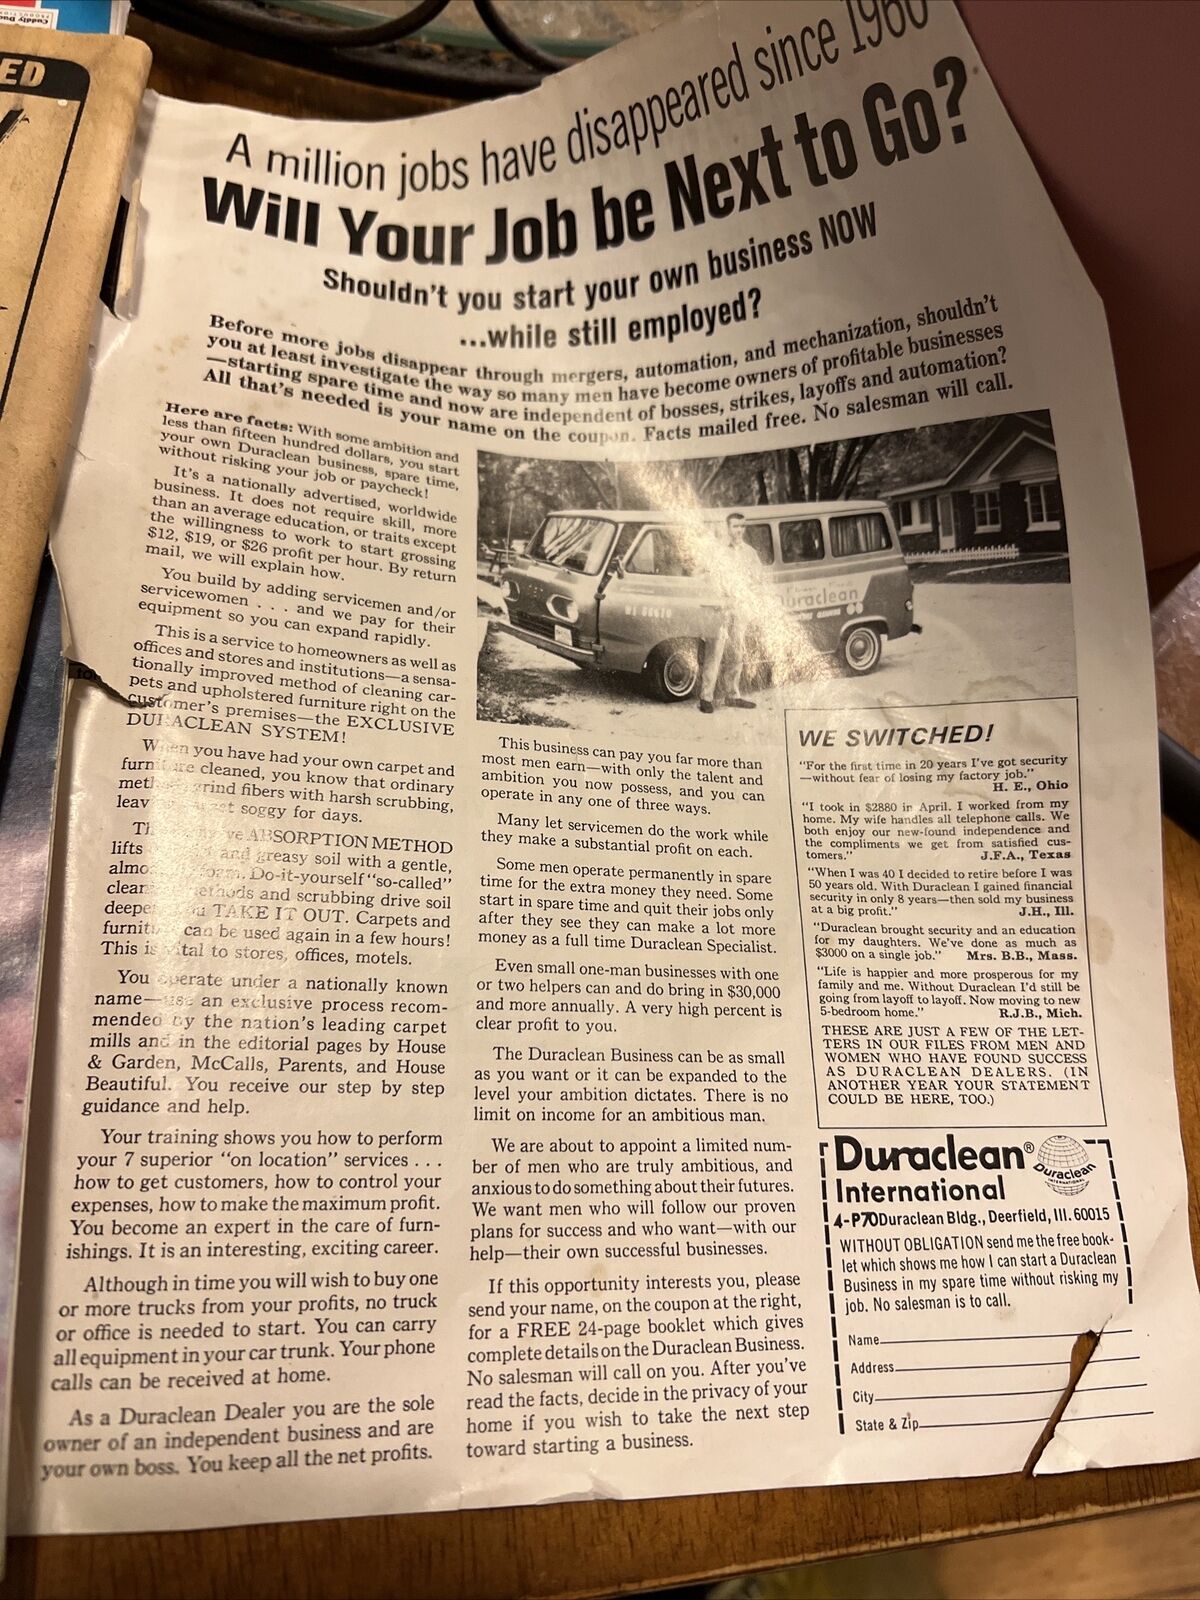 Cuddly Duc
PRODUCTION
ED
A million jobs have disappeared since 1960
Will Your Job be Next to Go?
Shouldn't you start your own business NOW
...while still employed?
Before more jobs disappear through mergers, automation, and mechanization, shouldn't
you at least investigate the way so many men have become owners of profitable businesses
—starting spare time and now are independent of bosses, strikes, layoffs and automation?
All that's needed is your name on the coupon. Facts mailed free. No salesman will call.
Here are facts: With some ambition and
less than fifteen hundred dollars, you start
your own Duraclean business, spare time,
without risking your job or paycheck!
It's a nationally advertised, worldwide
business. It does not require skill, more
than an average education, or traits except
the willingness to work to start grossing
$12, $19, or $26 profit per hour. By return
mail, we will explain how.
You build by adding servicemen and/or
servicewomen . . . and we pay for their
equipment so you can expand rapidly.
This is a service to homeowners as well as
offices and stores and institutions—a sensa-
tionally improved method of cleaning car-
pets and upholstered furniture right on the
customer's premises—the EXCLUSIVE
DURACLEAN SYSTEM!
When you have had your own carpet and
furniture cleaned, you know that ordinary
grind fibers with harsh scrubbing,
soggy for days.
ABSORPTION METHOD
lifts and greasy soil with a gentle,
Do-it-yourself "so-called"
methods and scrubbing drive soil
TAKE IT OUT. Carpets and
can be used again in a few hours!
This is vital to stores, offices, motels.
You operate under a nationally known
name—use an exclusive process recom-
mended by the nation's leading carpet
mills and in the editorial pages by House
& Garden, McCalls, Parents, and House
Beautiful. You receive our step by step
guidance and help.
Your training shows you how to perform
your 7 superior "on location" services . . .
how to get customers, how to control your
expenses, how to make the maximum profit.
You become an expert in the care of furn-
ishings. It is an interesting, exciting career.
Although in time you will wish to buy one
or more trucks from your profits, no truck
or office is needed to start. You can carry
all equipment in your car trunk. Your phone
calls can be received at home.
As a Duraclean Dealer you are the sole
owner of an independent business and are
your own boss. You keep all the net profits.
Duraclean
This business can pay you far more than
most men earn—with only the talent and
ambition you now possess, and you can
operate in any one of three ways.
Many let servicemen do the work while
they make a substantial profit on each.
Some men operate permanently in spare
time for the extra money they need. Some
start in spare time and quit their jobs only
after they see they can make a lot more
money as a full time Duraclean Specialist.
Even small one-man businesses with one
or two helpers can and do bring in $30,000
and more annually. A very high percent is
clear profit to you.
The Duraclean Business can be as small
as you want or it can be expanded to the
level your ambition dictates. There is no
limit on income for an ambitious man.
We are about to appoint a limited num-
ber of men who are truly ambitious, and
anxious to do something about their futures.
We want men who will follow our proven
plans for success and who want—with our
help—their own successful businesses.
If this opportunity interests you, please
send your name, on the coupon at the right,
for a FREE 24-page booklet which gives
complete details on the Duraclean Business.
No salesman will call on you. After you've
read the facts, decide in the privacy of your
home if you wish to take the next step
toward starting a business.
WE SWITCHED!
"For the first time in 20 years I've got security
—without fear of losing my factory job."
H. E., Ohio
"I took in $2880 in April. I worked from my
home. My wife handles all telephone calls. We
both enjoy our new-found independence and
the compliments we get from satisfied cus-
tomers." J.F.A., Texas
"When I was 40 I decided to retire before I was
50 years old. With Duraclean I gained financial
security in only 8 years—then sold my business
at a big profit." J.H., Ill.
"Duraclean brought security and an education
for my daughters. We've done as much as
$3000 on a single job." Mrs. B.B., Mass.
"Life is happier and more prosperous for my
family and me. Without Duraclean I'd still be
going from layoff to layoff. Now moving to new
5-bedroom home." R.J.B., Mich.
THESE ARE JUST A FEW OF THE LET-
TERS IN OUR FILES FROM MEN AND
WOMEN WHO HAVE FOUND SUCCESS
AS DURACLEAN DEALERS. (IN
ANOTHER YEAR YOUR STATEMENT
COULD BE HERE, TOO.)
Duraclean®
International
Duraclean
INTERNATIONAL
4-P70 Duraclean Bldg., Deerfield, Ill. 60015
WITHOUT OBLIGATION send me the free book-
let which shows me how I can start a Duraclean
Business in my spare time without risking my
job. No salesman is to call.
Name
Address
City
State & Zip